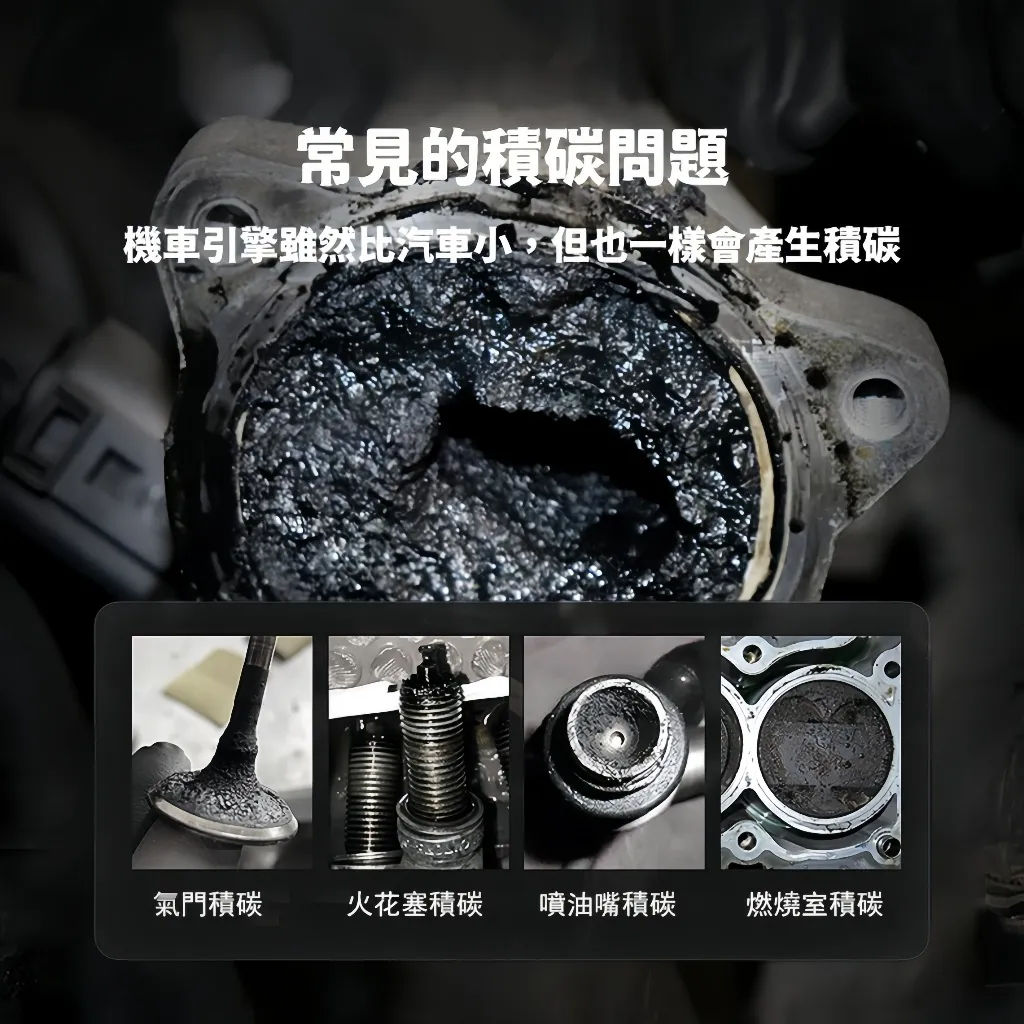 常見的積碳問題
機車引擎雖然比汽車小，但也一樣會產生積碳
氣門積碳
火花塞積碳
噴油嘴積碳
燃燒室積碳